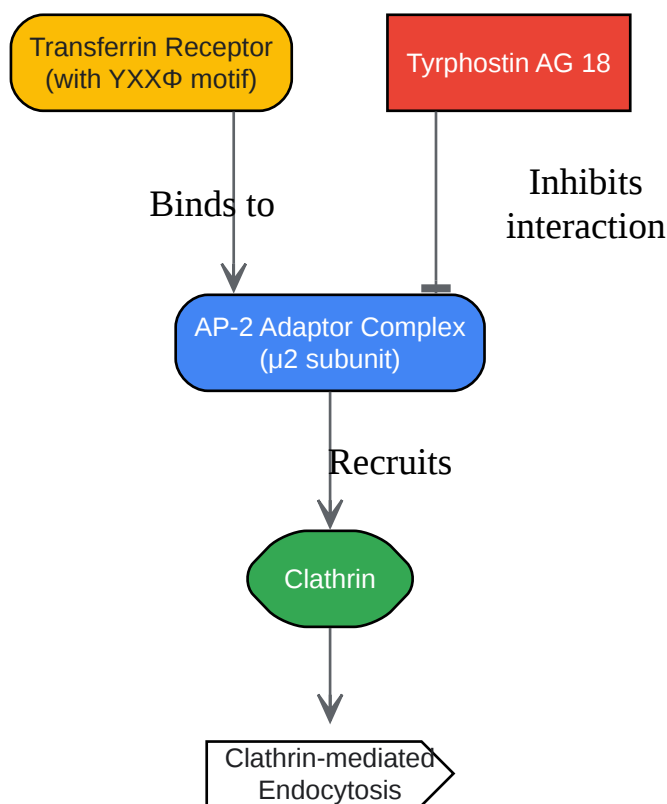 Transferrin Receptor
(with YXXΦ motif)
Tyrphostin AG 18
Binds to
Inhibits
interaction
AP-2 Adaptor Complex
(μ2 subunit)
Recruits
Clathrin
Clathrin-mediated
Endocytosis